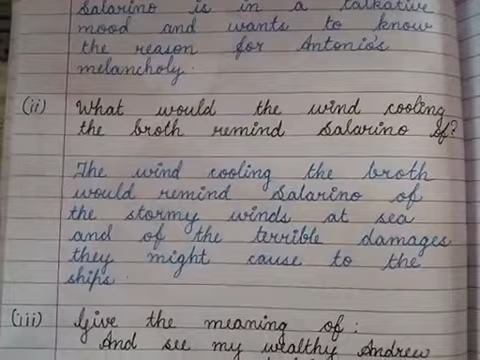 Salarino is in a talkative
mood and wants to know
the reason for Antonio's
melancholy.
(ii) What would the wind cooling
the broth remind Salarino of?
The wind cooling the broth
would remind Salarino of
the stormy winds at sea
and of the terrible damages
they might cause to the
ships.
(iii) Give the meaning of :
And see my wealthy Andrew